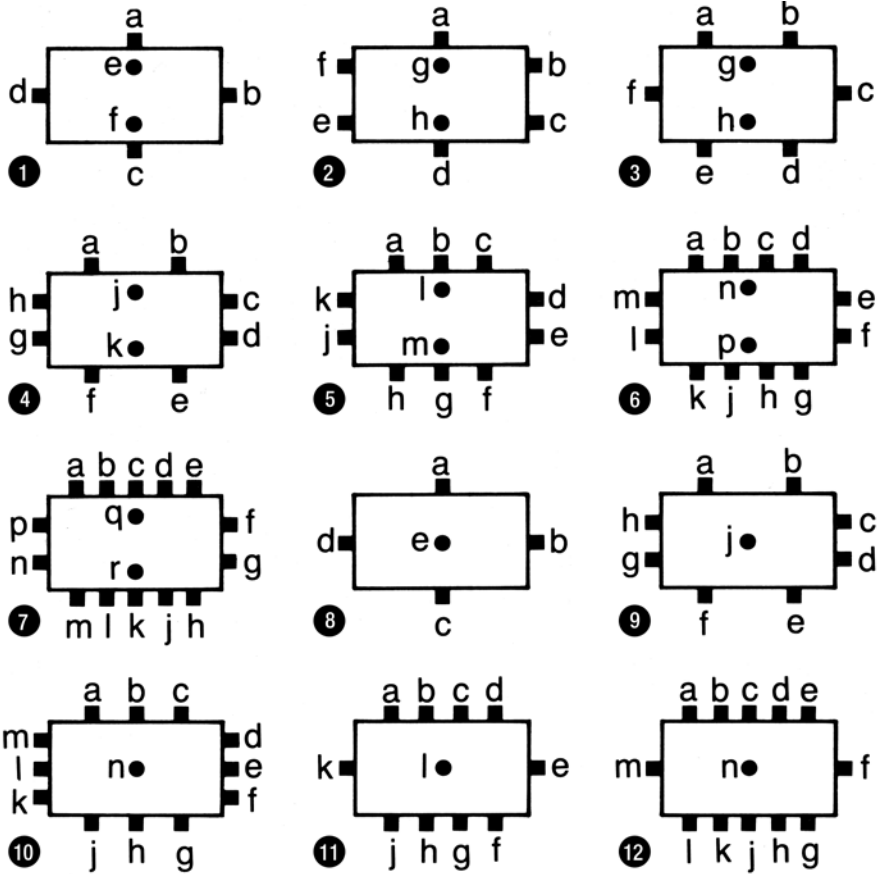 a
e
d b
f
1 c
a
f g b
e h c
2 d
a b
g
f c
h
3 e d
a b
h j c
g k d
4 f e
a b c
k l d
j m e
5 h g f
a b c d
m n e
l p f
6 k j h g
a b c d e
p q f
n r g
7 m l k j h
a
d e b
8 c
a b
h c
j
g d
9 f e
a b c
m d
l n e
k f
10 j h g
a b c d
k l e
11 j h g f
a b c d e
m n f
12 l k j h g